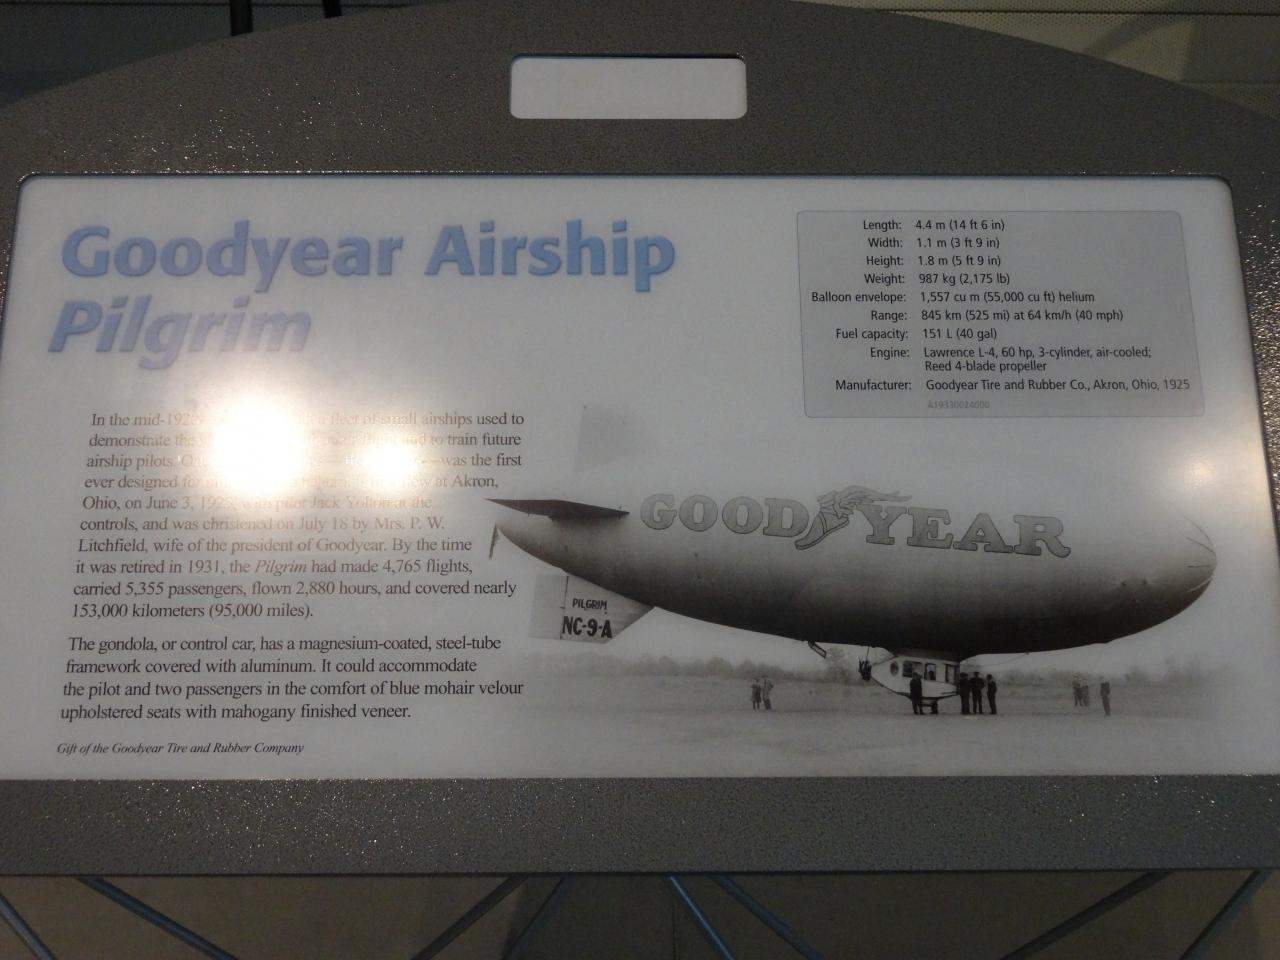 Goodyear Airship
Pilgrim
Length: 4.4 m (14 ft 6 in)
Width: 1.1 m (3 ft 9 in)
Height: 1.8 m (5 ft 9 in)
Weight: 987 kg (2,175 lb)
Balloon envelope: 1,557 cu m (55,000 cu ft) helium
Range: 845 km (525 mi) at 64 km/h (40 mph)
Fuel capacity: 151 L (40 gal)
Engine: Lawrence L-4, 60 hp, 3-cylinder, air-cooled;
Reed 4-blade propeller
Manufacturer: Goodyear Tire and Rubber Co., Akron, Ohio, 1925
A19330024000
In the fleet of small airships used to
demonstrate the and to train future
airship pilots. was the first
ever designed for at Akron,
Ohio, on June 3, 1925, with pilot Jack at the
controls, and was christened on July 18 by Mrs. P. W.
Litchfield, wife of the president of Goodyear. By the time
it was retired in 1931, the Pilgrim had made 4,765 flights,
carried 5,355 passengers, flown 2,880 hours, and covered nearly
153,000 kilometers (95,000 miles).
The gondola, or control car, has a magnesium-coated, steel-tube
framework covered with aluminum. It could accommodate
the pilot and two passengers in the comfort of blue mohair velour
upholstered seats with mahogany finished veneer.
Gift of the Goodyear Tire and Rubber Company
GOODYEAR
PILGRIM
NC-9-A